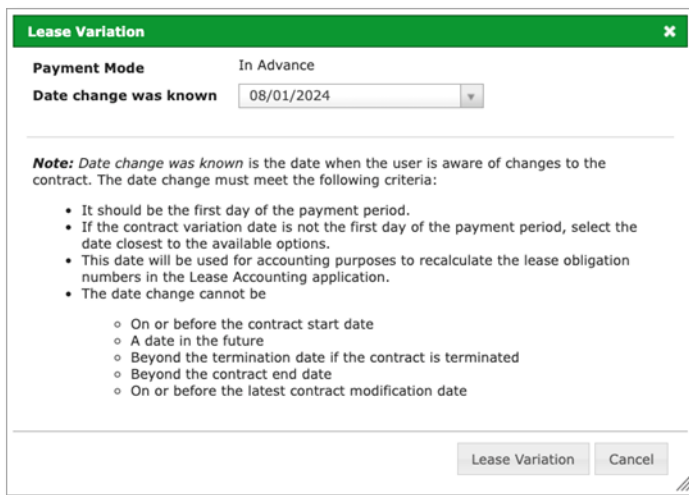 Lease Variation
Payment Mode In Advance
Date change was known 08/01/2024
Note: Date change was known is the date when the user is aware of changes to the
contract. The date change must meet the following criteria:
• It should be the first day of the payment period.
• If the contract variation date is not the first day of the payment period, select the
date closest to the available options.
• This date will be used for accounting purposes to recalculate the lease obligation
numbers in the Lease Accounting application.
• The date change cannot be
○ On or before the contract start date
○ A date in the future
○ Beyond the termination date if the contract is terminated
○ Beyond the contract end date
○ On or before the latest contract modification date
Lease Variation Cancel